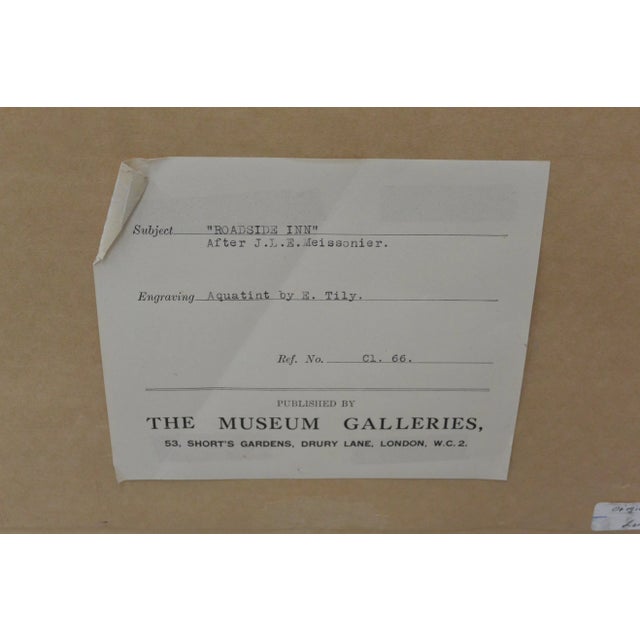 Subject "ROADSIDE INN"
After J.L.E.Meissonier.
Engraving Aquatint by E. Tily.
Ref. No. Cl. 66.
PUBLISHED BY
THE MUSEUM GALLERIES,
53, SHORT'S GARDENS, DRURY LANE, LONDON, W.C.2.